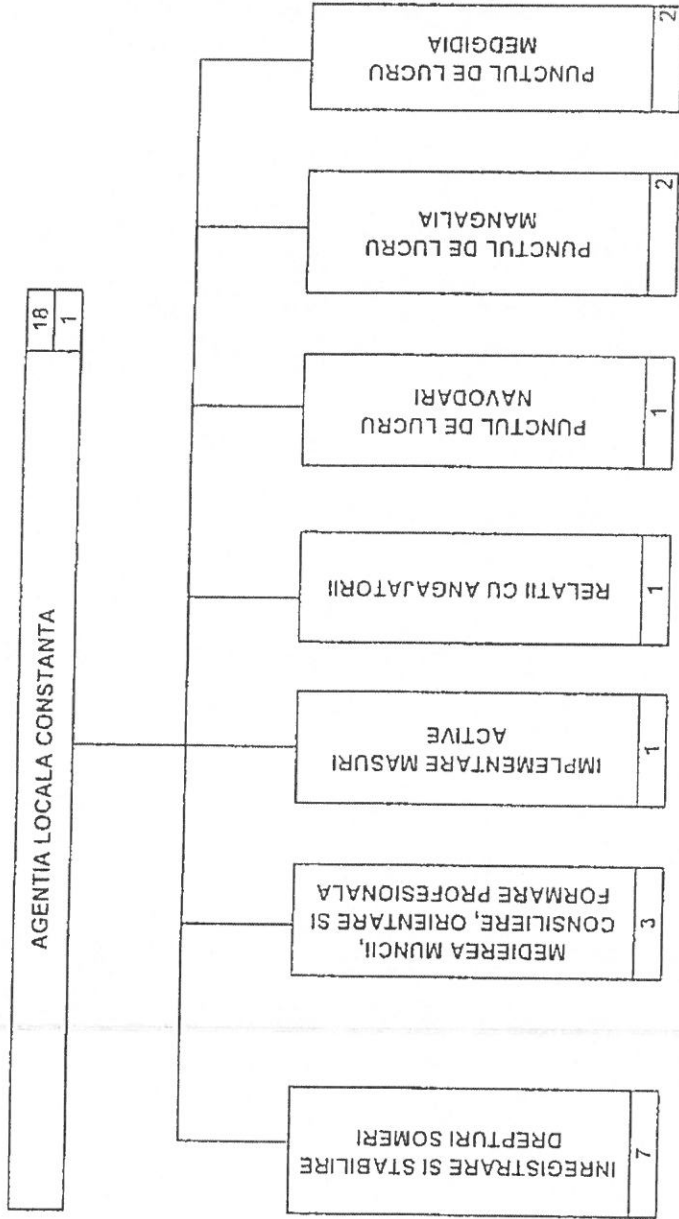 AGENTIA LOCALA CONSTANTA
18
1
INREGISTRARE SI STABILIRE
DREPTURI SOMERI
7
MEDIEREA MUNCII,
CONSILIERE, ORIENTARE SI
FORMARE PROFESIONALA
3
IMPLEMENTARE MASURI
ACTIVE
1
RELATII CU ANGAJATORII
1
PUNCTUL DE LUCRU
NAVODARI
1
PUNCTUL DE LUCRU
MANGALIA
2
PUNCTUL DE LUCRU
MEDGIDIA
2